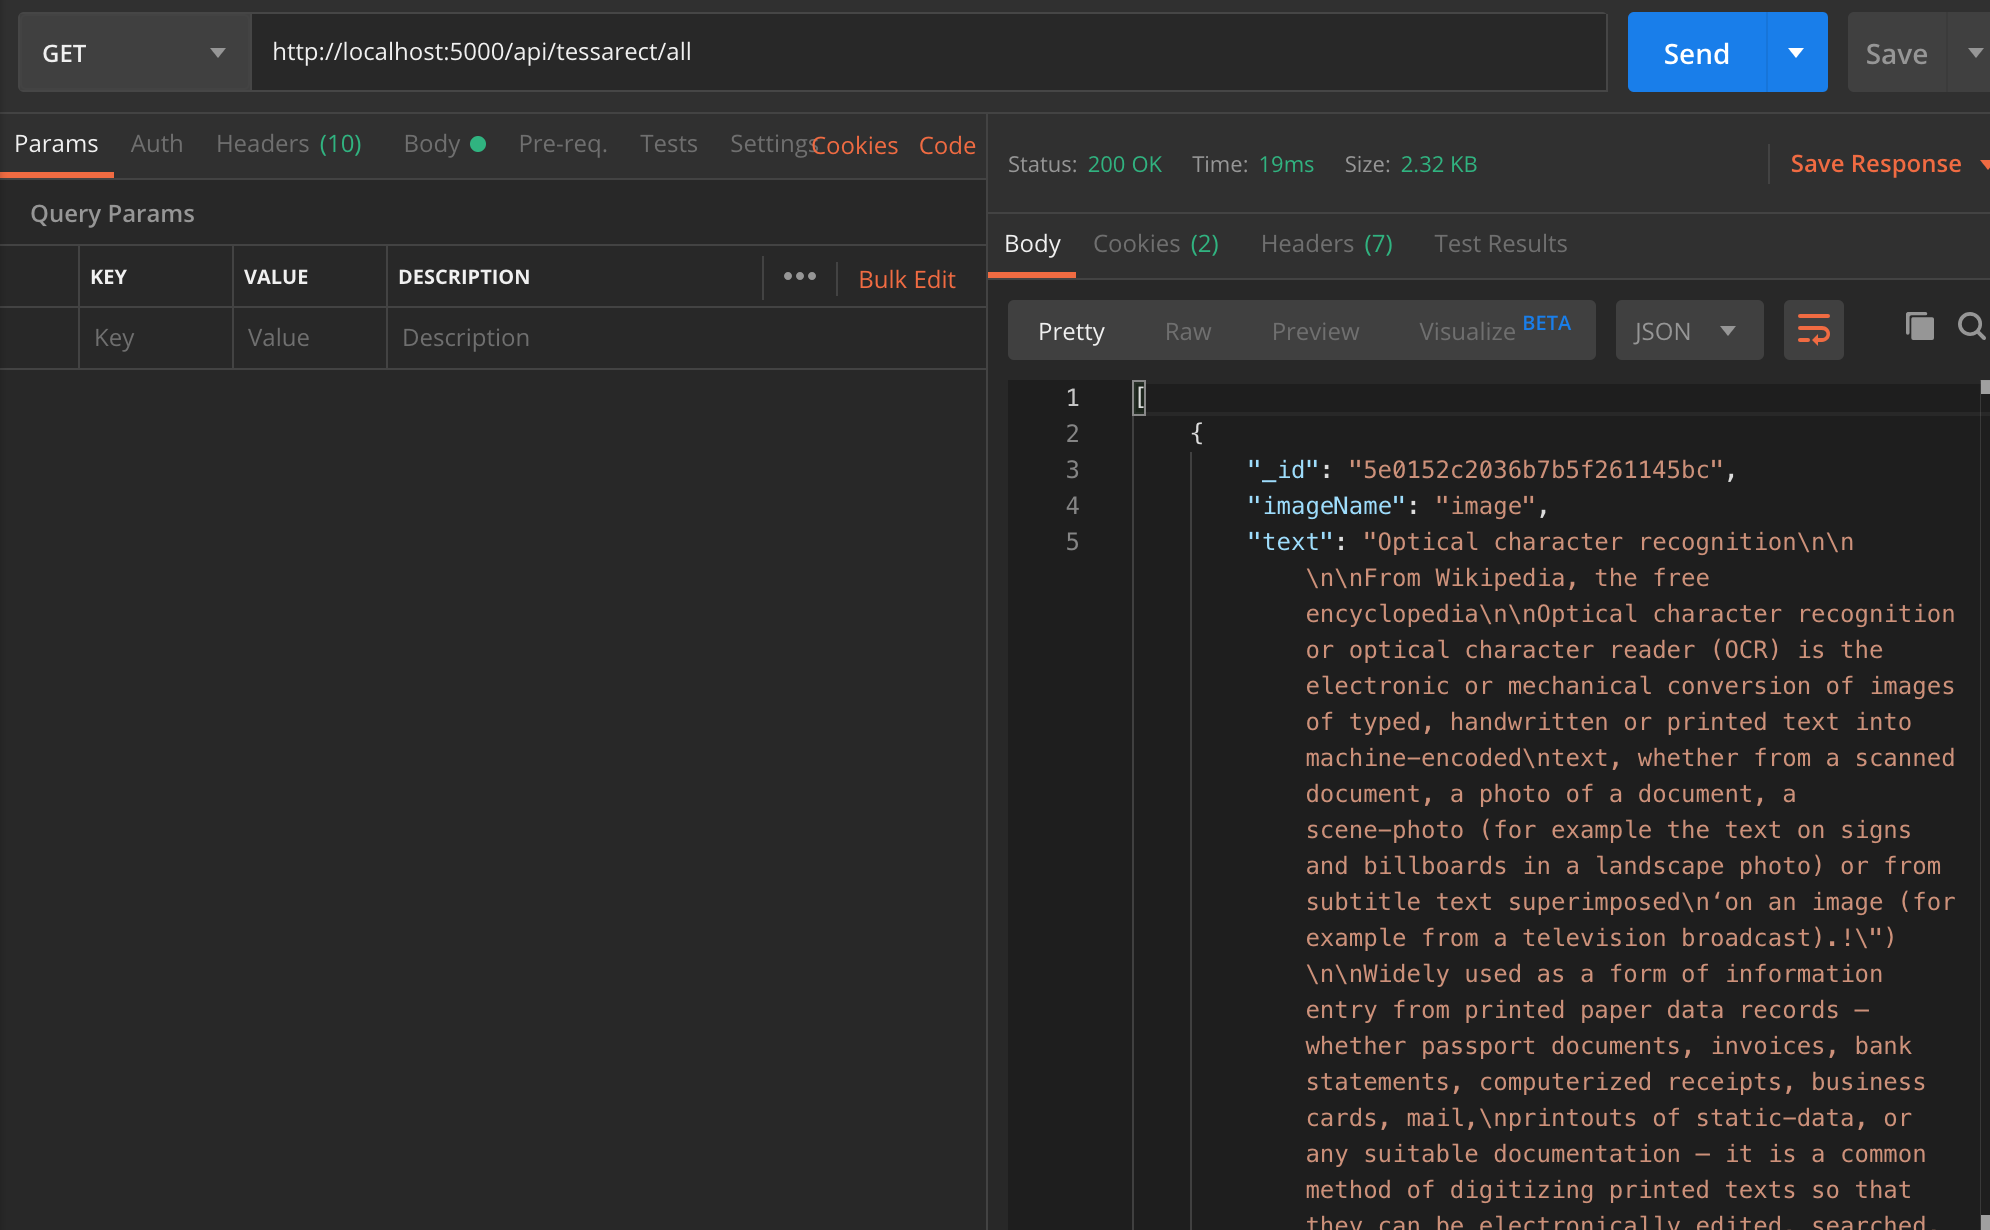 GET http://localhost:5000/api/tessarect/all Send Save
Params Auth Headers (10) Body Pre-req. Tests Settings Cookies Code
Query Params
KEY VALUE DESCRIPTION ••• Bulk Edit
Key Value Description
Status: 200 OK Time: 19ms Size: 2.32 KB Save Response
Body Cookies (2) Headers (7) Test Results
Pretty Raw Preview Visualize BETA JSON
1 [
2 {
3 "_id": "5e0152c2036b7b5f261145bc",
4 "imageName": "image",
5 "text": "Optical character recognition\n\n
\n\nFrom Wikipedia, the free
encyclopedia\n\nOptical character recognition
or optical character reader (OCR) is the
electronic or mechanical conversion of images
of typed, handwritten or printed text into
machine-encoded\ntext, whether from a scanned
document, a photo of a document, a
scene-photo (for example the text on signs
and billboards in a landscape photo) or from
subtitle text superimposed\n‘on an image (for
example from a television broadcast).!\")
\n\nWidely used as a form of information
entry from printed paper data records —
whether passport documents, invoices, bank
statements, computerized receipts, business
cards, mail,\nprintouts of static-data, or
any suitable documentation — it is a common
method of digitizing printed texts so that
they can be electronically edited, searched